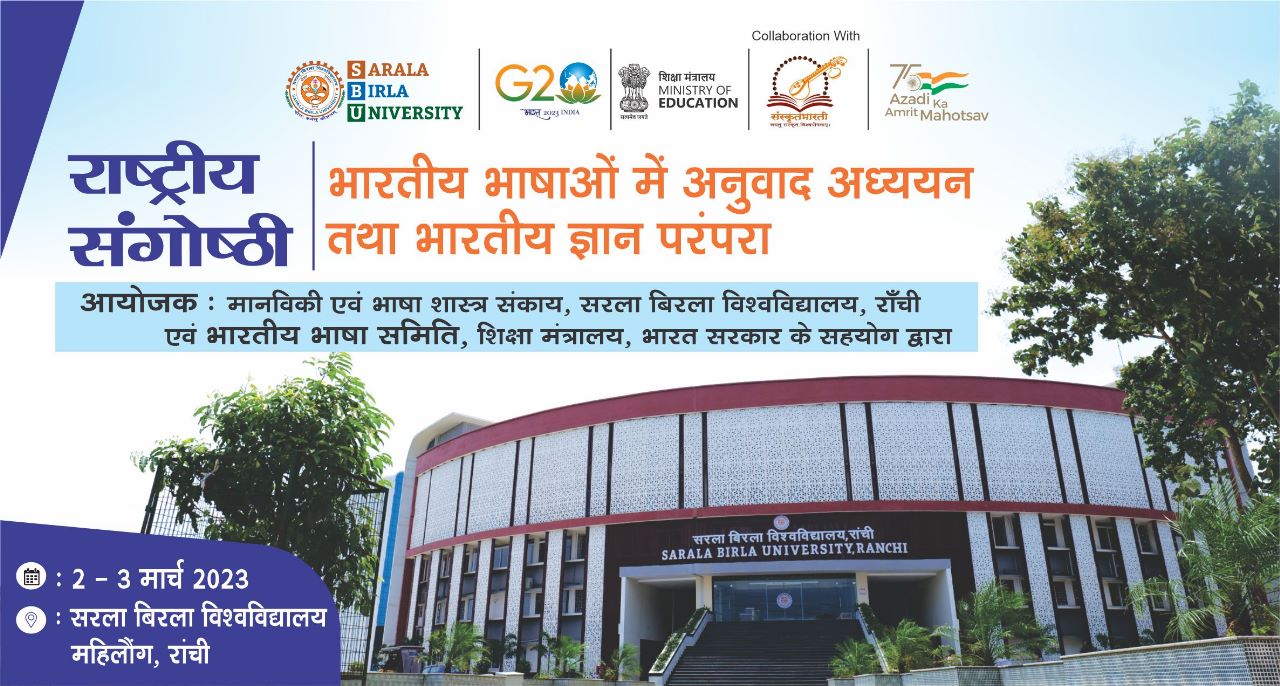 Collaboration With
SARALA
BIRLA
UNIVERSITY
G20
भारत 2023 INDIA
सत्यमेव जयते
शिक्षा मंत्रालय
MINISTRY OF
EDUCATION
संस्कृतभारती
75
Azadi Ka
Amrit Mahotsav
राष्ट्रीय
संगोष्ठी
भारतीय भाषाओं में अनुवाद अध्ययन
तथा भारतीय ज्ञान परंपरा
आयोजक : मानविकी एवं भाषा शास्त्र संकाय, सरला बिरला विश्वविद्यालय, राँची
एवं भारतीय भाषा समिति, शिक्षा मंत्रालय, भारत सरकार के सहयोग द्वारा
सरला बिरला विश्वविद्यालय,रांची
SARALA BIRLA UNIVERSITY,RANCHI
: 2 – 3 मार्च 2023
: सरला बिरला विश्वविद्यालय
महिलौंग, रांची